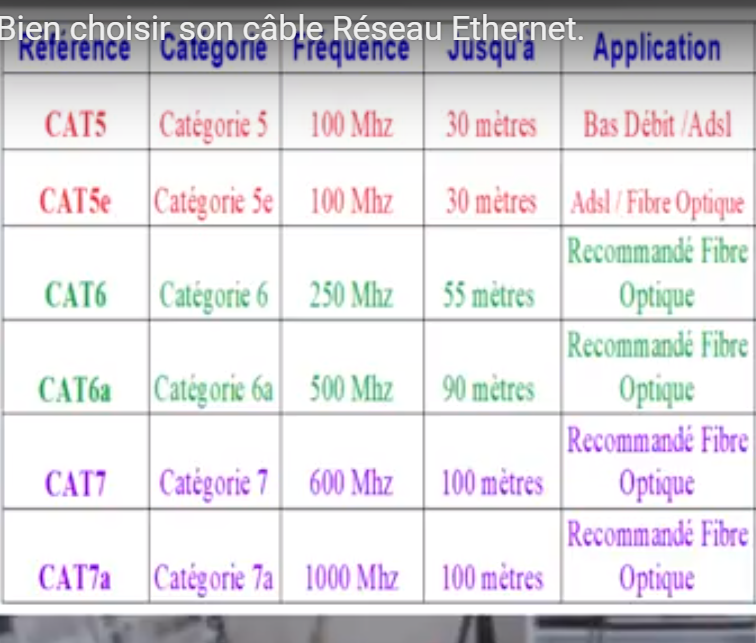 Bien choisir son câble Réseau Ethernet.
Référence Catégorie Fréquence Jusqu'à Application
CAT5 Catégorie 5 100 Mhz 30 mètres Bas Débit /Adsl
CAT5e Catégorie 5e 100 Mhz 30 mètres Adsl / Fibre Optique
CAT6 Catégorie 6 250 Mhz 55 mètres Recommandé Fibre
Optique
CAT6a Catégorie 6a 500 Mhz 90 mètres Recommandé Fibre
Optique
CAT7 Catégorie 7 600 Mhz 100 mètres Recommandé Fibre
Optique
CAT7a Catégorie 7a 1000 Mhz 100 mètres Recommandé Fibre
Optique